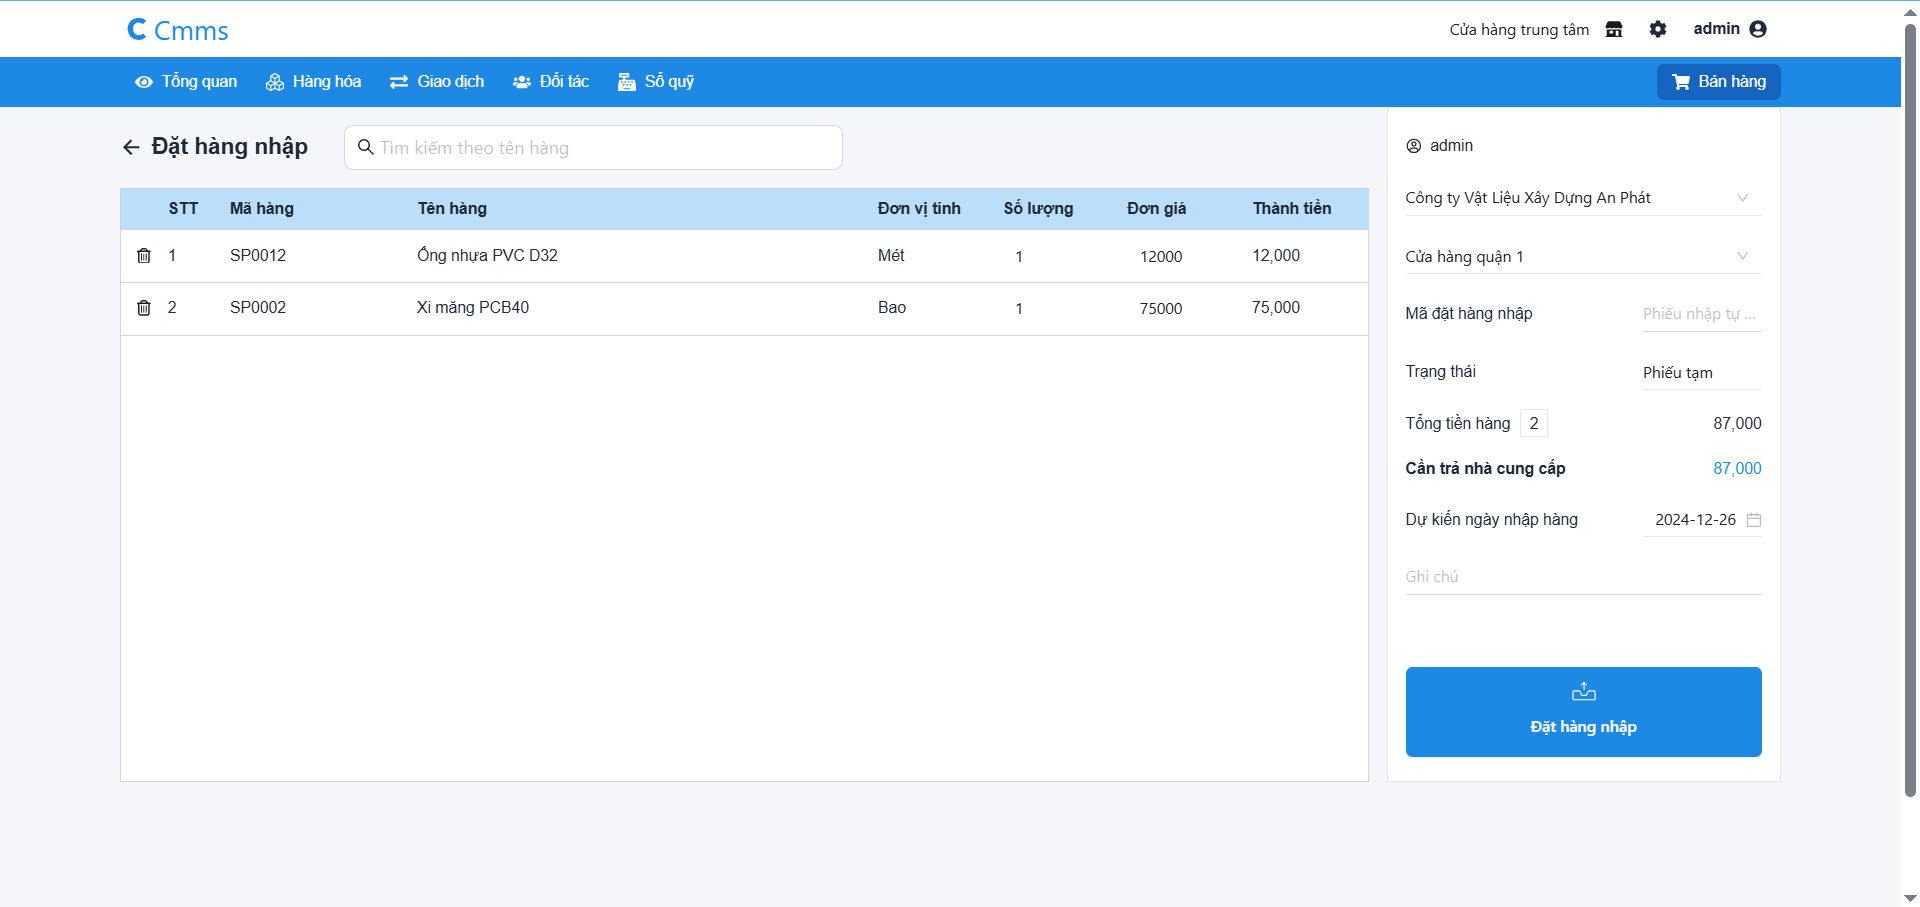 C Cmms
Cửa hàng trung tâm
admin
Tổng quan
Hàng hóa
Giao dịch
Đối tác
Sổ quỹ
Bán hàng
Đặt hàng nhập
Tìm kiếm theo tên hàng
STT Mã hàng Tên hàng Đơn vị tính Số lượng Đơn giá Thành tiền
1 SP0012 Ống nhựa PVC D32 Mét 1 12000 12,000
2 SP0002 Xi măng PCB40 Bao 1 75000 75,000
admin
Công ty Vật Liệu Xây Dựng An Phát
Cửa hàng quận 1
Mã đặt hàng nhập Phiếu nhập tự ...
Trạng thái Phiếu tạm
Tổng tiền hàng 2 87,000
Cần trả nhà cung cấp 87,000
Dự kiến ngày nhập hàng 2024-12-26
Ghi chú
Đặt hàng nhập